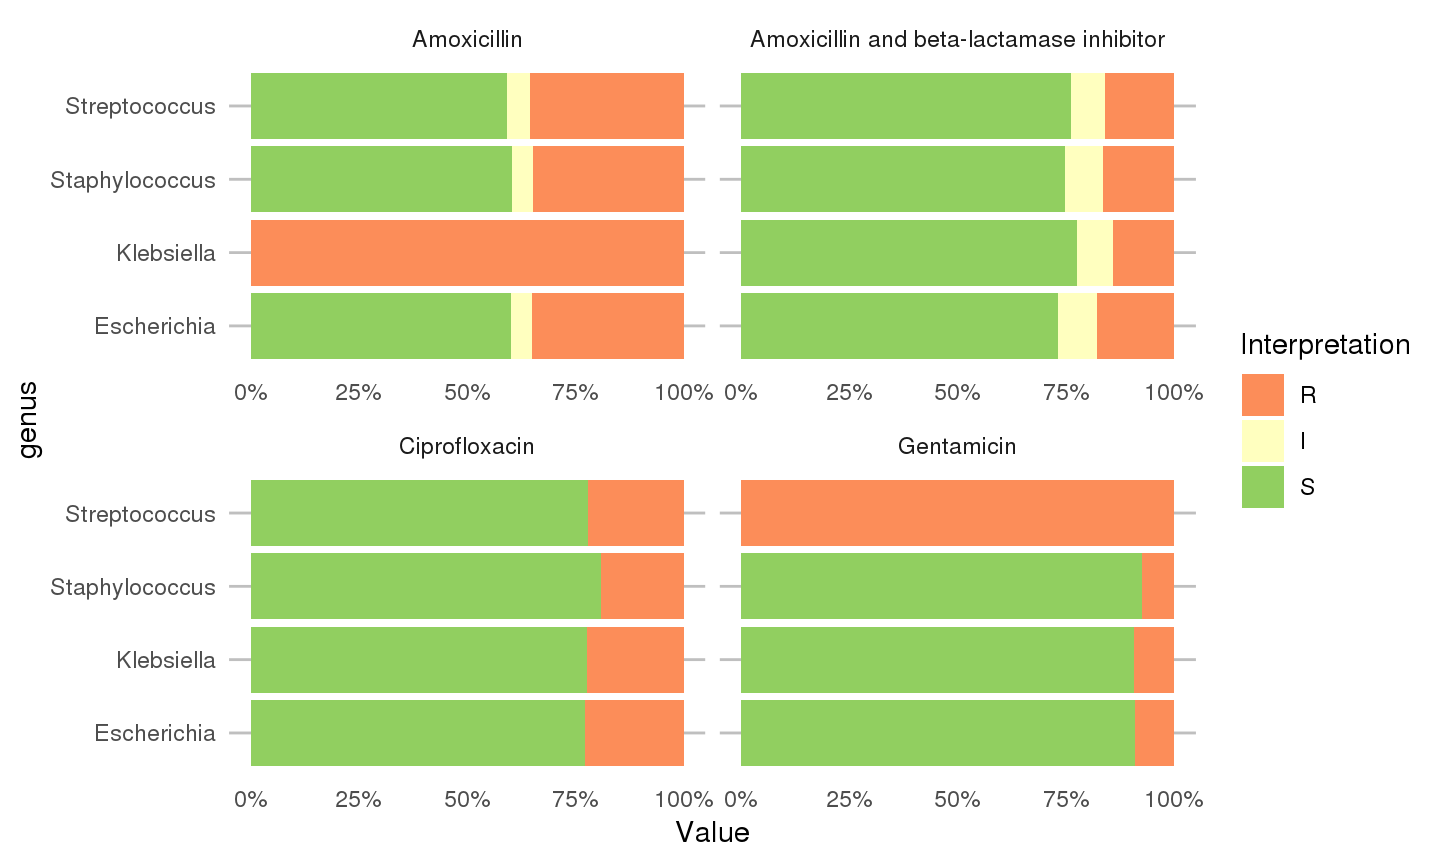 Amoxicillin
Amoxicillin and beta-lactamase inhibitor
Streptococcus
Staphylococcus
Klebsiella
Escherichia
0% 25% 50% 75% 100% 0% 25% 50% 75% 100%
Ciprofloxacin
Gentamicin
Streptococcus
Staphylococcus
Klebsiella
Escherichia
0% 25% 50% 75% 100% 0% 25% 50% 75% 100%
Value
genus
Interpretation
R
I
S